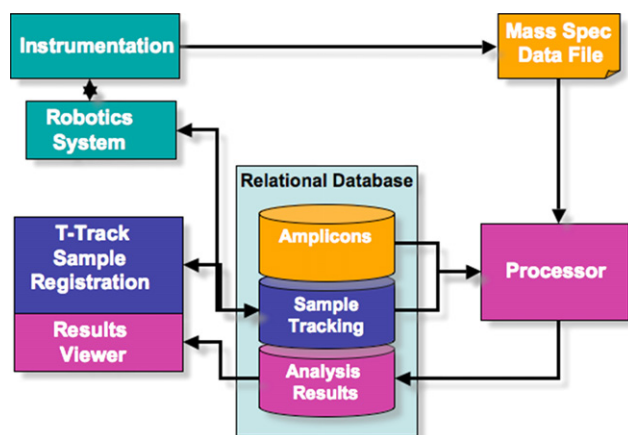 Instrumentation
Mass Spec
Data File
Robotics
System
Relational Database
Amplicons
T-Track
Sample
Registration
Processor
Sample
Tracking
Results
Viewer
Analysis
Results